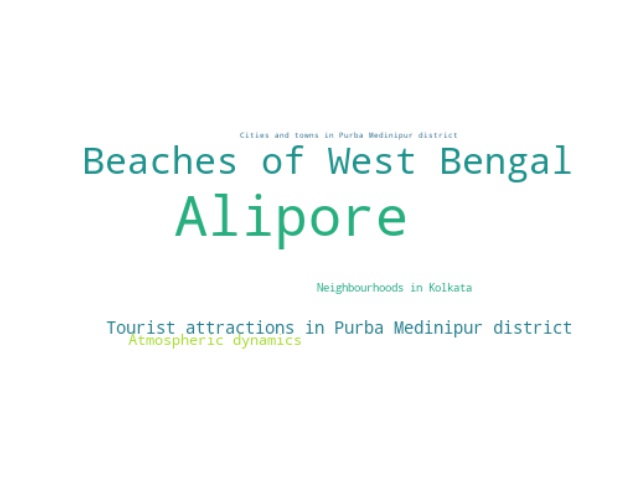 Cities and towns in Purba Medinipur district
Beaches of West Bengal
Alipore
Neighbourhoods in Kolkata
Tourist attractions in Purba Medinipur district
Atmospheric dynamics